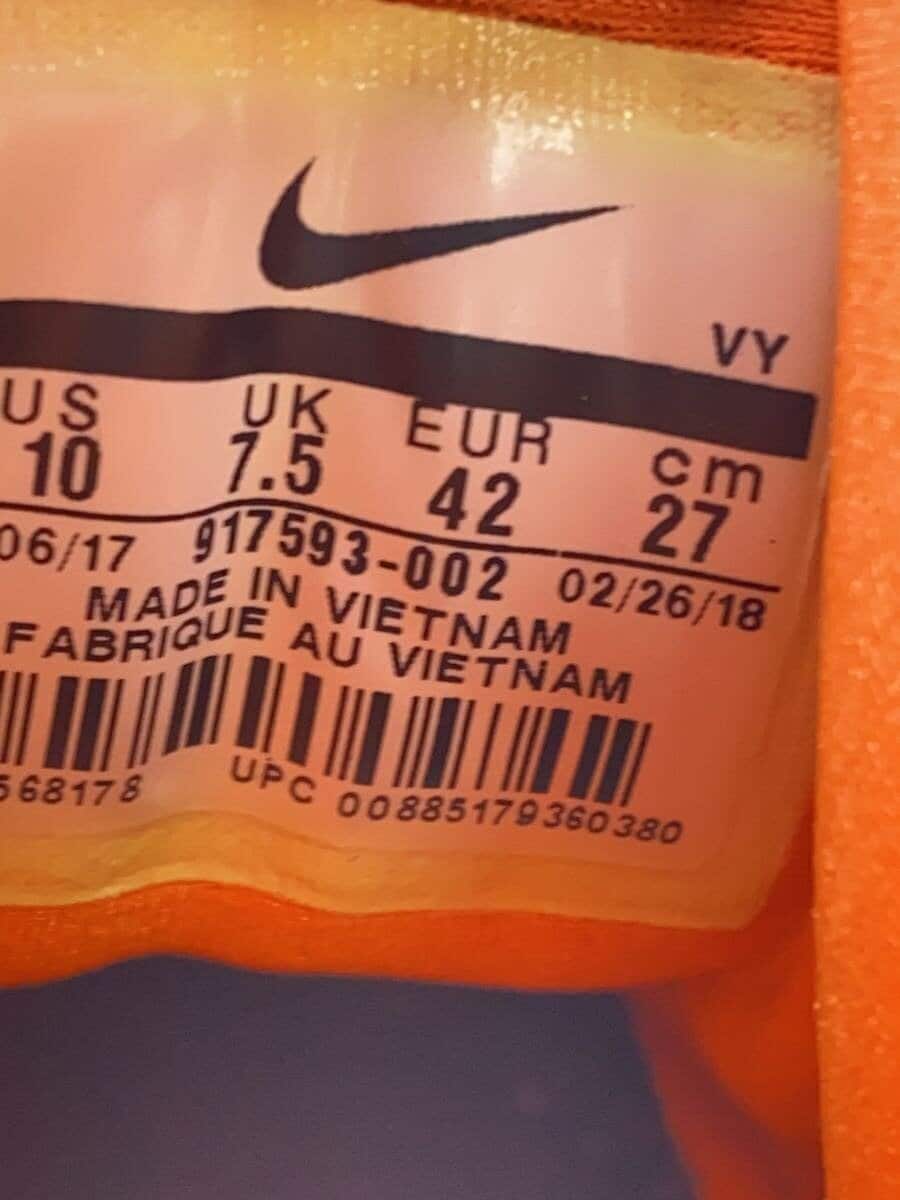 VY
US UK EUR cm
10 7.5 42 27
06/17 917593-002 02/26/18
MADE IN VIETNAM
FABRIQUE AU VIETNAM
568178 UPC 00885179360380